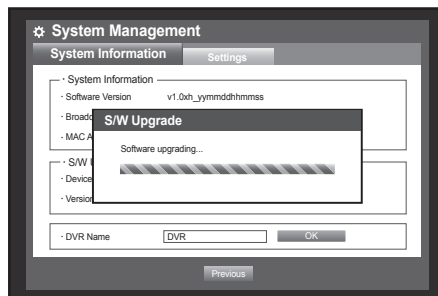 System Management
System Information
Settings
· System Information
· Software Version v1.0xh_yymmddhhmmss
· Broadc
· MAC A
S/W Upgrade
Software upgrading...
· S/W U
· Device
· Version
· DVR Name DVR OK
Previous